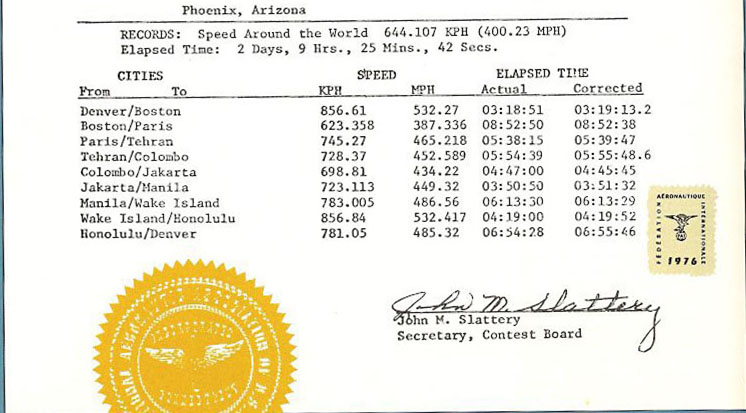 Phoenix, Arizona
RECORDS: Speed Around the World 644.107 KPH (400.23 MPH)
Elapsed Time: 2 Days, 9 Hrs., 25 Mins., 42 Secs.
CITIES SPEED ELAPSED TIME
From To KPH MPH Actual Corrected
Denver/Boston 856.61 532.27 03:18:51 03:19:13.2
Boston/Paris 623.358 387.336 08:52:50 08:52:38
Paris/Tehran 745.27 465.218 05:38:15 05:39:47
Tehran/Colombo 728.37 452.589 05:54:39 05:55:48.6
Colombo/Jakarta 698.81 434.22 04:47:00 04:45:45
Jakarta/Manila 723.113 449.32 03:50:50 03:51:32
Manila/Wake Island 783.005 486.56 06:13:30 06:13:29
Wake Island/Honolulu 856.84 532.417 04:19:00 04:19:52
Honolulu/Denver 781.05 485.32 06:54:28 06:55:46
FÉDÉRATION AÉRONAUTIQUE INTERNATIONALE
FAI
1976
John M. Slattery
John M. Slattery
Secretary, Contest Board
NATIONAL AERONAUTIC ASSOCIATION OF U.S.A.